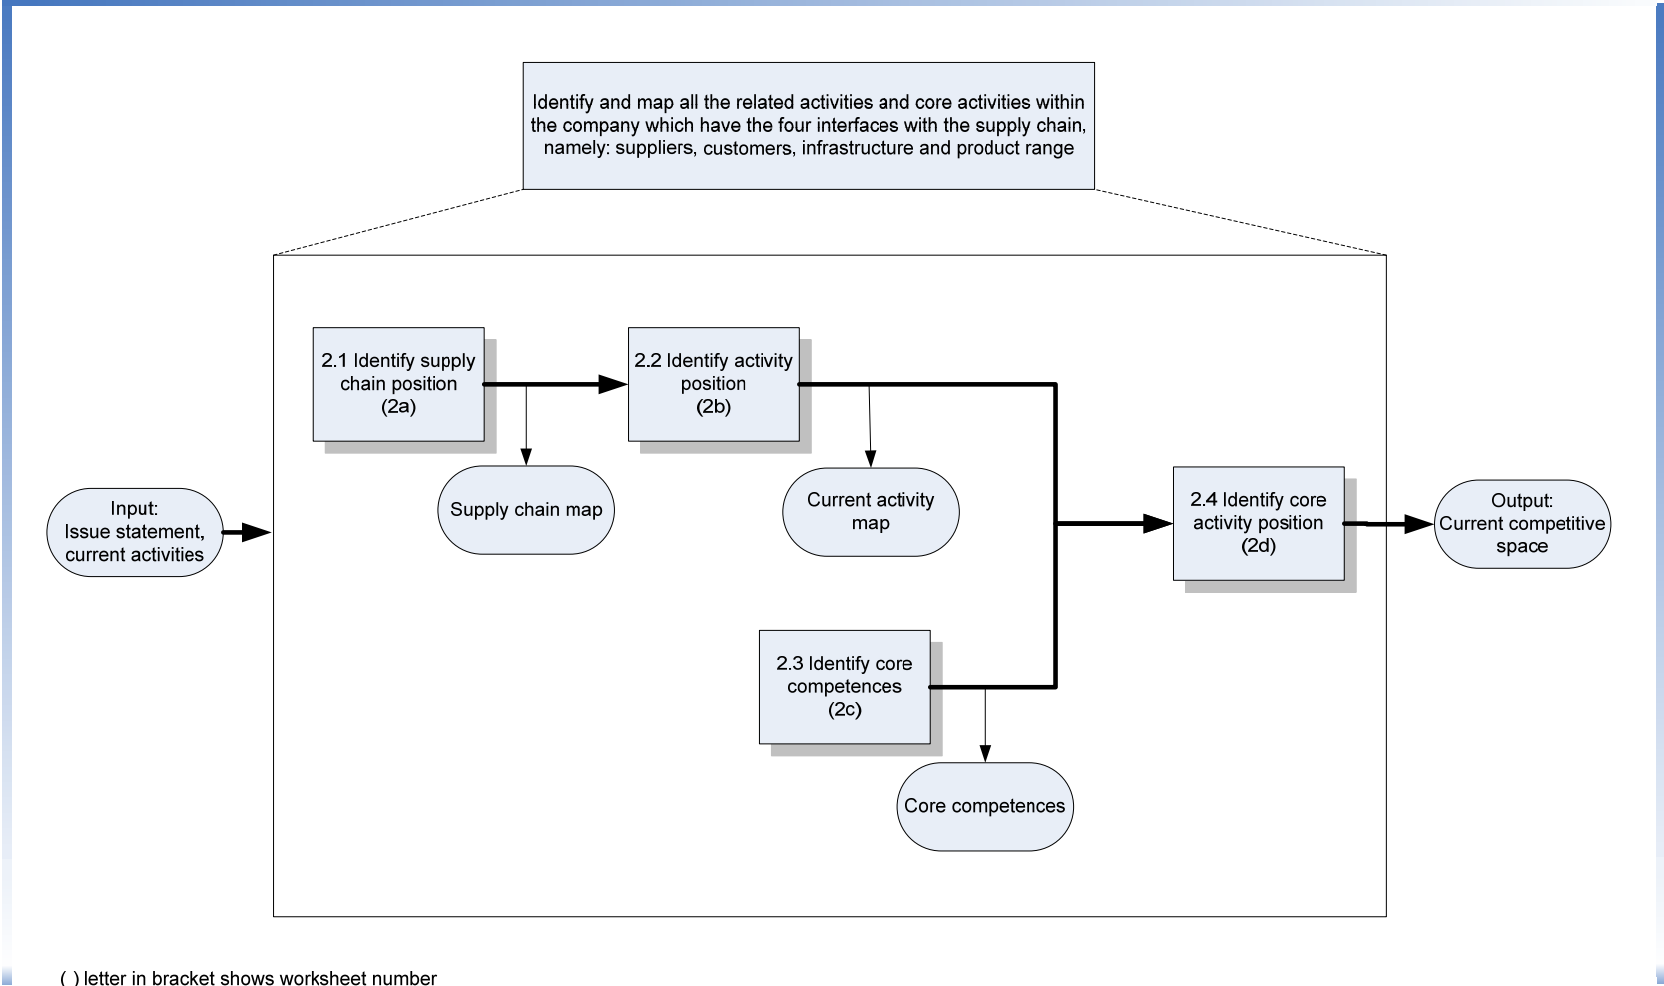 Identify and map all the related activities and core activities within
the company which have the four interfaces with the supply chain,
namely: suppliers, customers, infrastructure and product range
2.1 Identify supply
chain position
(2a)
2.2 Identify activity
position
(2b)
Supply chain map
Current activity
map
Input:
Issue statement,
current activities
2.4 Identify core
activity position
(2d)
Output:
Current competitive
space
2.3 Identify core
competences
(2c)
Core competences
( ) letter in bracket shows worksheet number